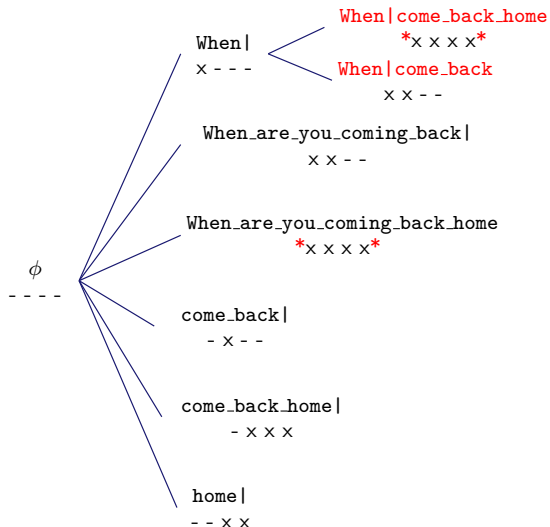 When|come_back_home
*x x x x*
When|
x - - -
When|come_back
x x - -
When_are_you_coming_back|
x x - -
When_are_you_coming_back_home
*x x x x*
ϕ
- - - -
come_back|
- x - -
come_back_home|
- x x x
home|
- - x x